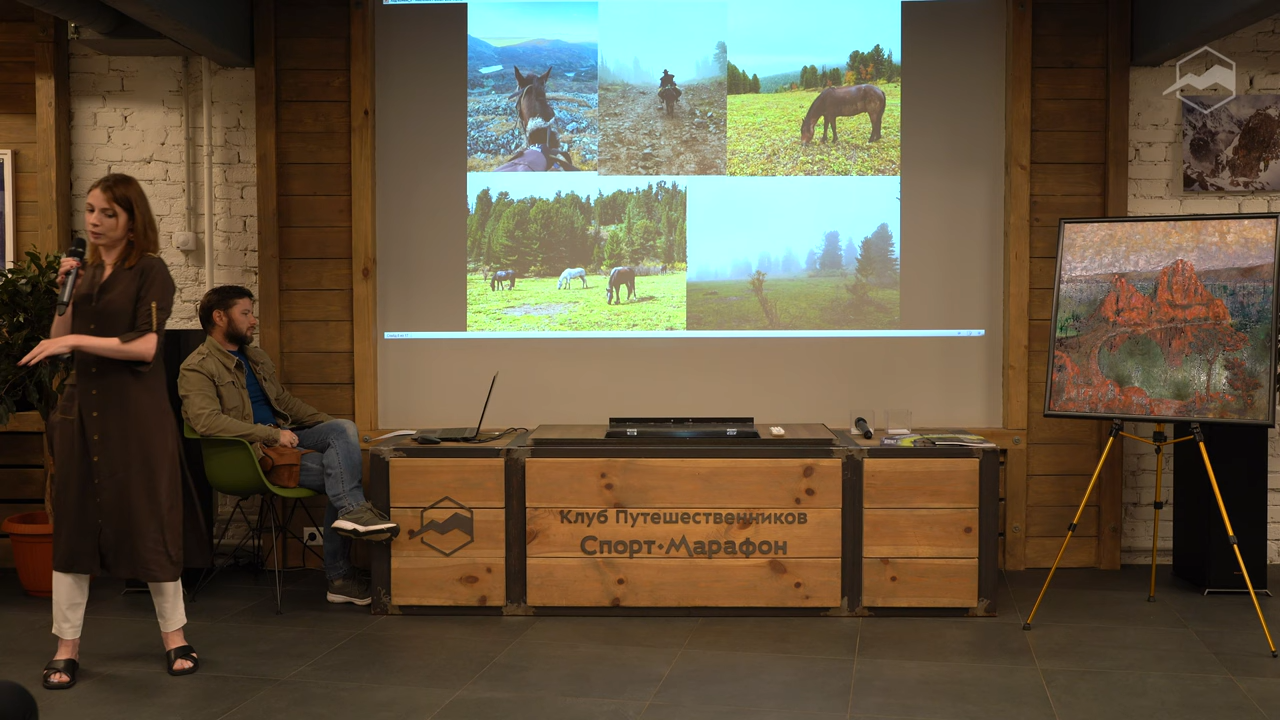 Клуб Путешественников
Спорт-Марафон